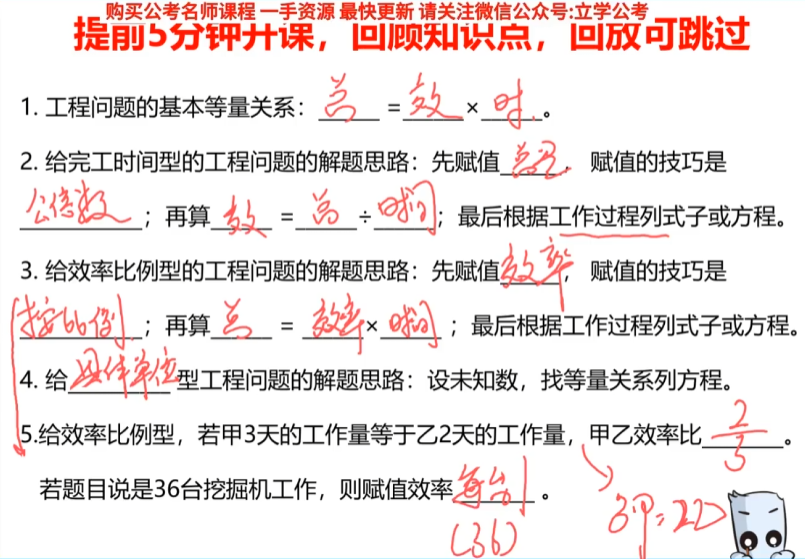 购买公考名师课程 一手资源 最快更新 请关注微信公众号:立学公考
提前5分钟开课，回顾知识点，回放可跳过
1. 工程问题的基本等量关系：总=效×时。
2. 给完工时间型的工程问题的解题思路：先赋值总量，赋值的技巧是
公倍数；再算效=总÷时间；最后根据工作过程列式子或方程。
3. 给效率比例型的工程问题的解题思路：先赋值效率，赋值的技巧是
按比例；再算总=效率×时间；最后根据工作过程列式子或方程。
4. 给具体单位型工程问题的解题思路：设未知数，找等量关系列方程。
5.给效率比例型，若甲3天的工作量等于乙2天的工作量，甲乙效率比2/3。
若题目说是36台挖掘机工作，则赋值效率每台1。
(36)
3甲=2乙